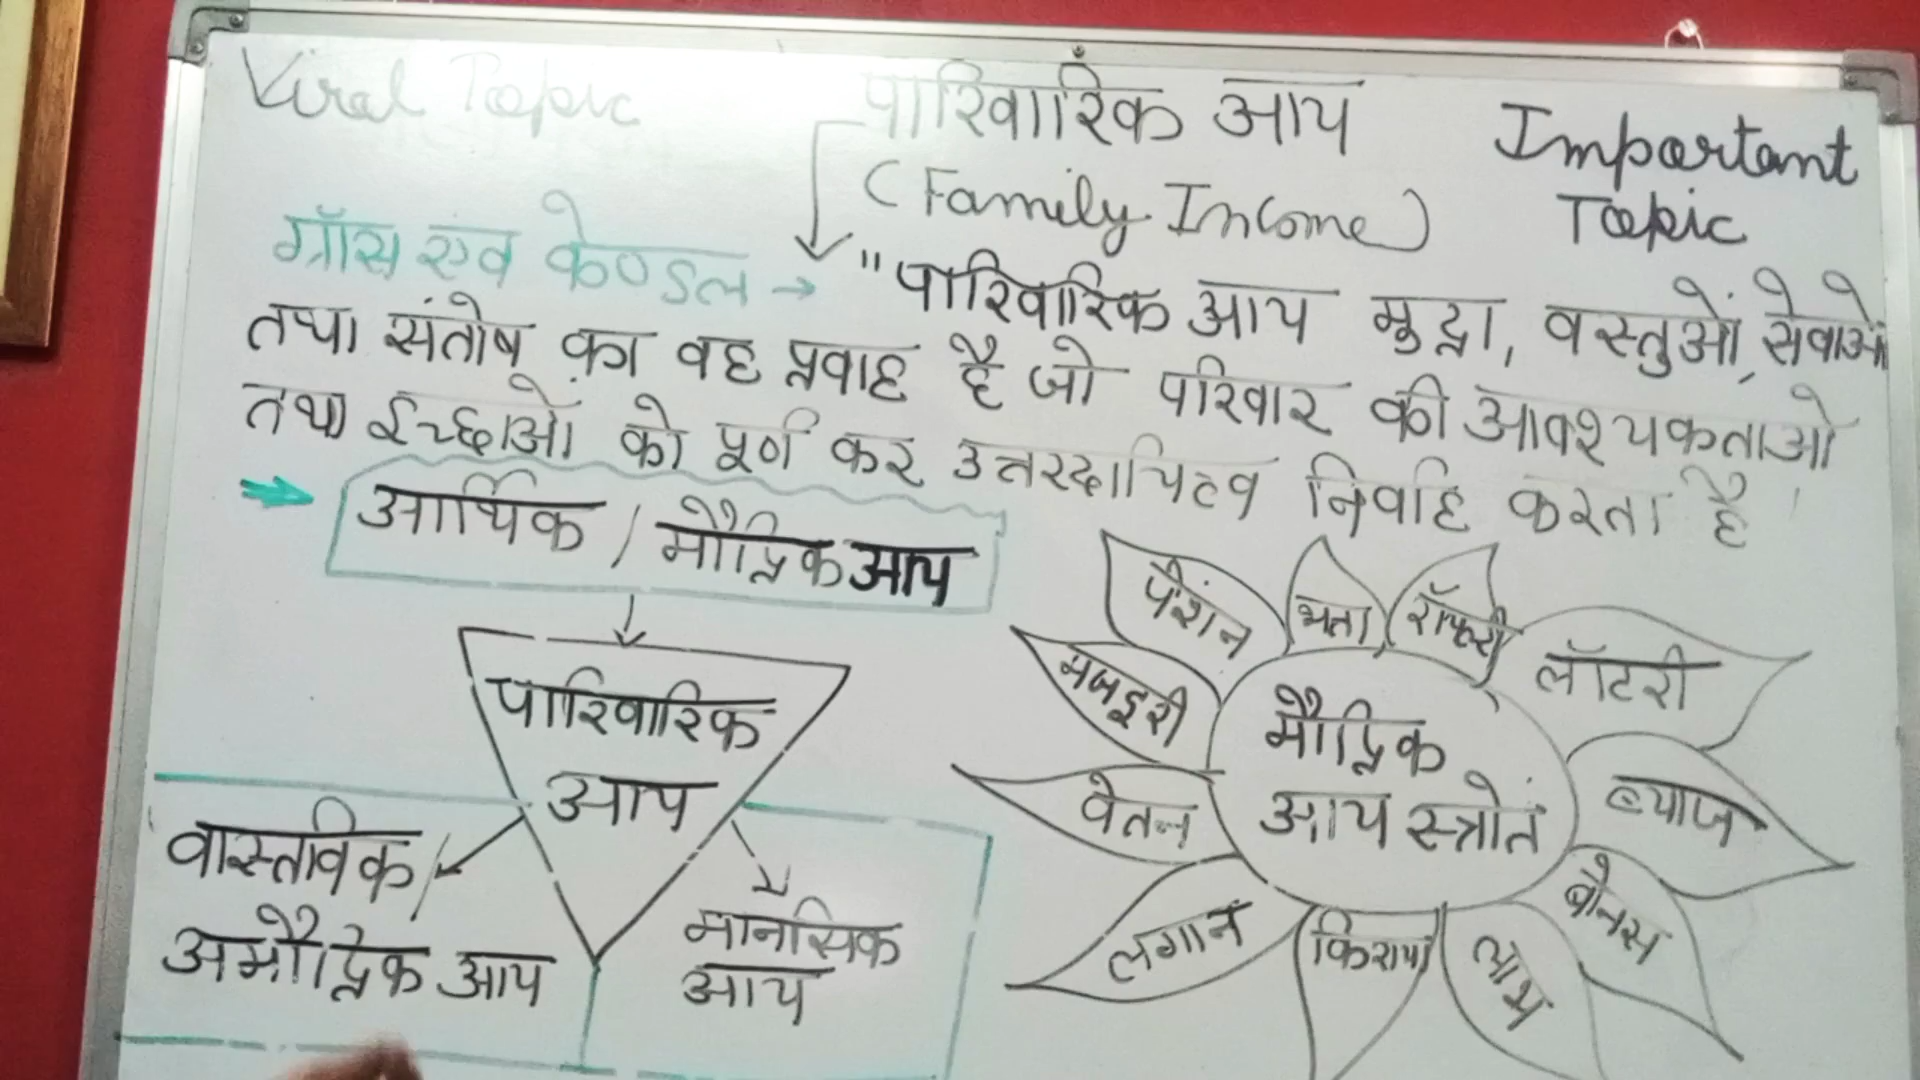 Viral Topic
पारिवारिक आय
(Family Income)
Important
Topic
ग्रॉस एव केण्डल → "पारिवारिक आय मुद्रा, वस्तुओं, सेवाओं
तथा संतोष का वह प्रवाह है जो परिवार की आवश्यकताओं
तथा ईच्छाओं को पूर्ण कर उत्तरदायित्व निर्वाह करता है।
आर्थिक / मौद्रिक आय
पारिवारिक
आय
वास्तविक /
अमौद्रिक आय
मानसिक
आय
मौद्रिक
आय स्त्रोत
पेंशन
भत्ता
रॉयल्टी
लॉटरी
ब्याज
बोनस
लाभ
किराया
लगान
वेतन
मजदूरी